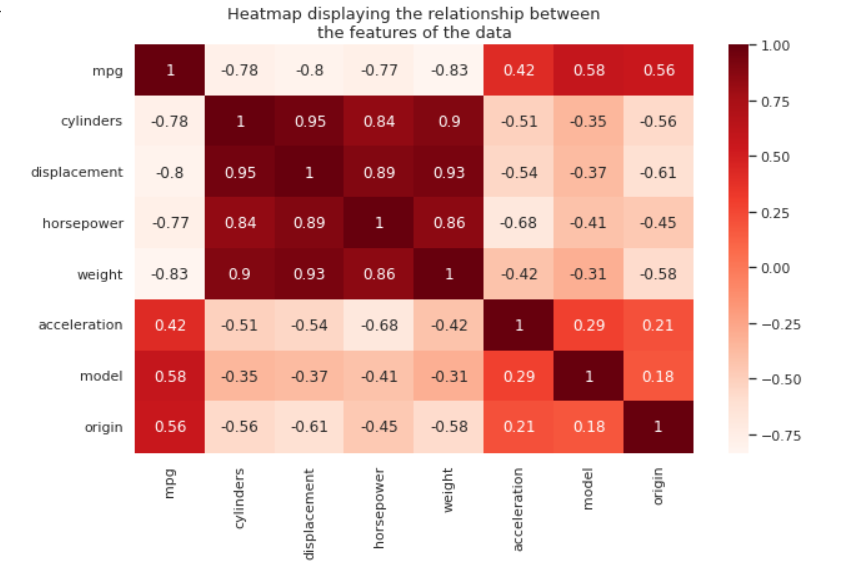 Heatmap displaying the relationship between
the features of the data
mpg 1 -0.78 -0.8 -0.77 -0.83 0.42 0.58 0.56
cylinders -0.78 1 0.95 0.84 0.9 -0.51 -0.35 -0.56
displacement -0.8 0.95 1 0.89 0.93 -0.54 -0.37 -0.61
horsepower -0.77 0.84 0.89 1 0.86 -0.68 -0.41 -0.45
weight -0.83 0.9 0.93 0.86 1 -0.42 -0.31 -0.58
acceleration 0.42 -0.51 -0.54 -0.68 -0.42 1 0.29 0.21
model 0.58 -0.35 -0.37 -0.41 -0.31 0.29 1 0.18
origin 0.56 -0.56 -0.61 -0.45 -0.58 0.21 0.18 1
mpg
cylinders
displacement
horsepower
weight
acceleration
model
origin
1.00
0.75
0.50
0.25
0.00
−0.25
−0.50
−0.75